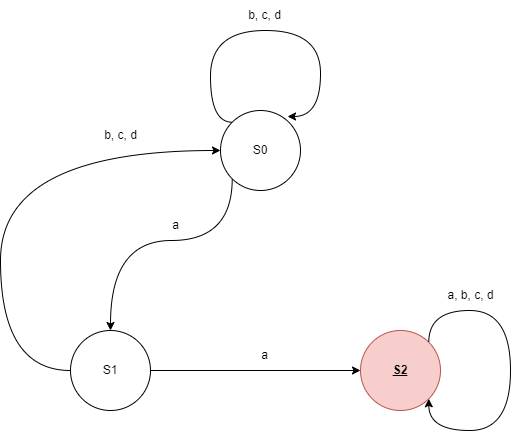 b, c, d
S0
b, c, d
a
a, b, c, d
a
S1
S2